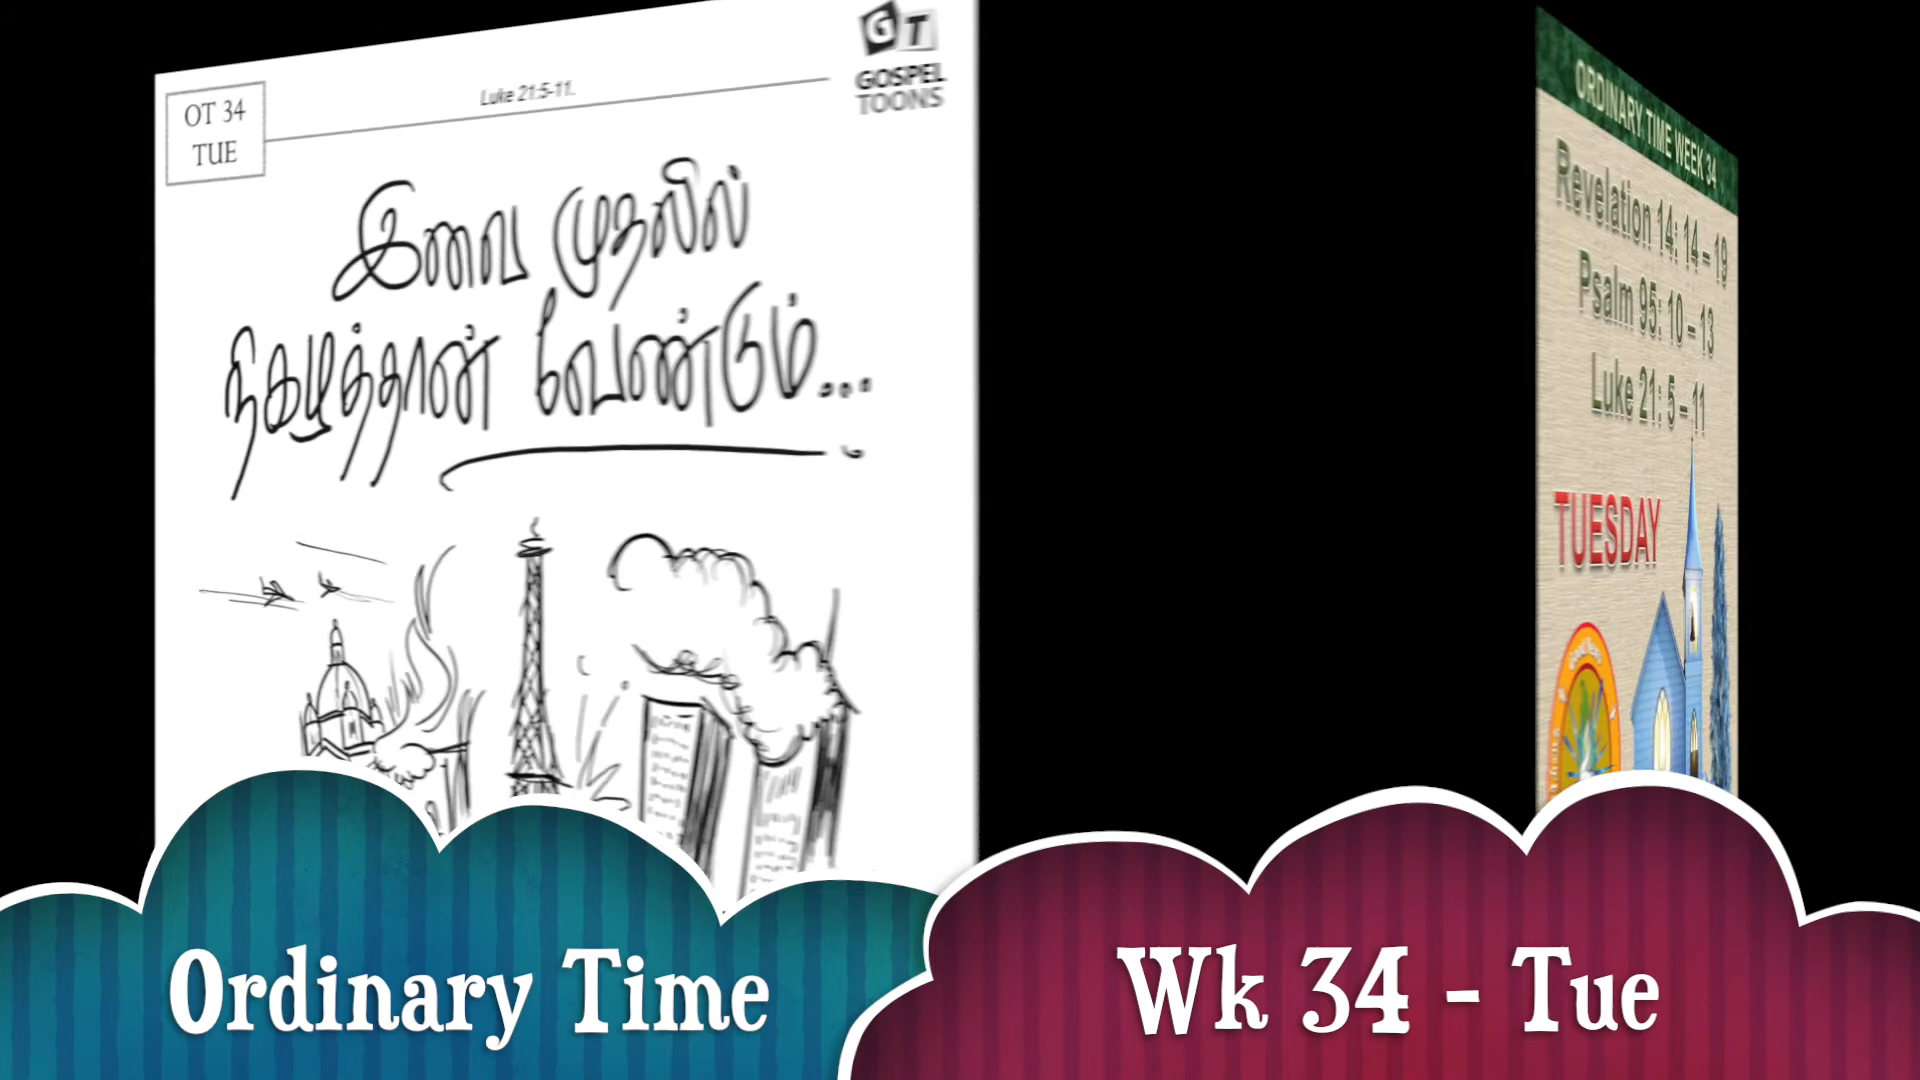 OT 34
TUE
Luke 21:5-11.
GT
GOSPEL
TOONS
இவை முதலில்
நிகழத்தான் வேண்டும்...
ORDINARY TIME WEEK 34
Revelation 14: 14 – 19
Psalm 95: 10 – 13
Luke 21: 5 – 11
TUESDAY
Ordinary Time
Wk 34 - Tue